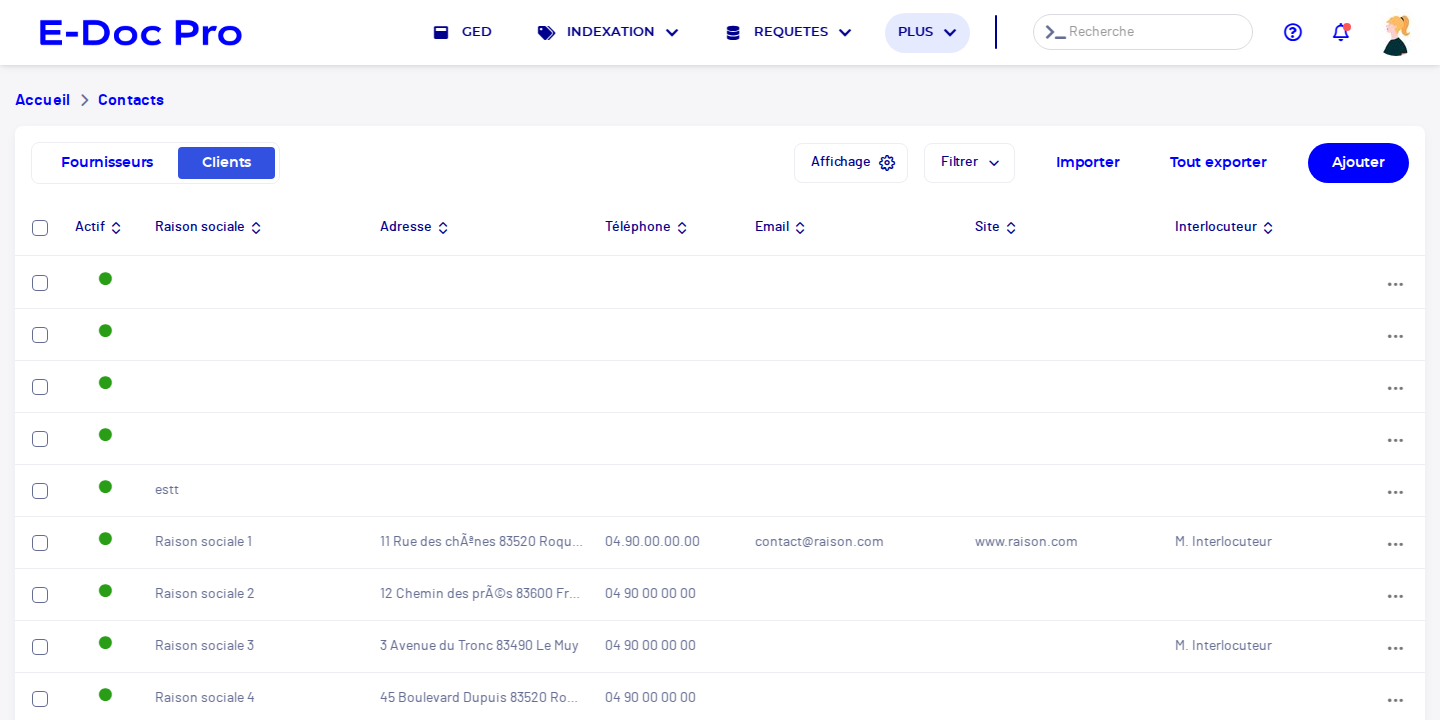 E-Doc Pro
GED
INDEXATION
REQUETES
PLUS
Recherche
Accueil > Contacts
Fournisseurs
Clients
Affichage
Filtrer
Importer
Tout exporter
Ajouter
Actif Raison sociale Adresse Téléphone Email Site Interlocuteur
estt
Raison sociale 1 11 Rue des chÃªnes 83520 Roqu... 04.90.00.00.00 contact@raison.com www.raison.com M. Interlocuteur
Raison sociale 2 12 Chemin des prÃ©s 83600 Fr... 04 90 00 00 00
Raison sociale 3 3 Avenue du Tronc 83490 Le Muy 04 90 00 00 00 M. Interlocuteur
Raison sociale 4 45 Boulevard Dupuis 83520 Ro... 04 90 00 00 00